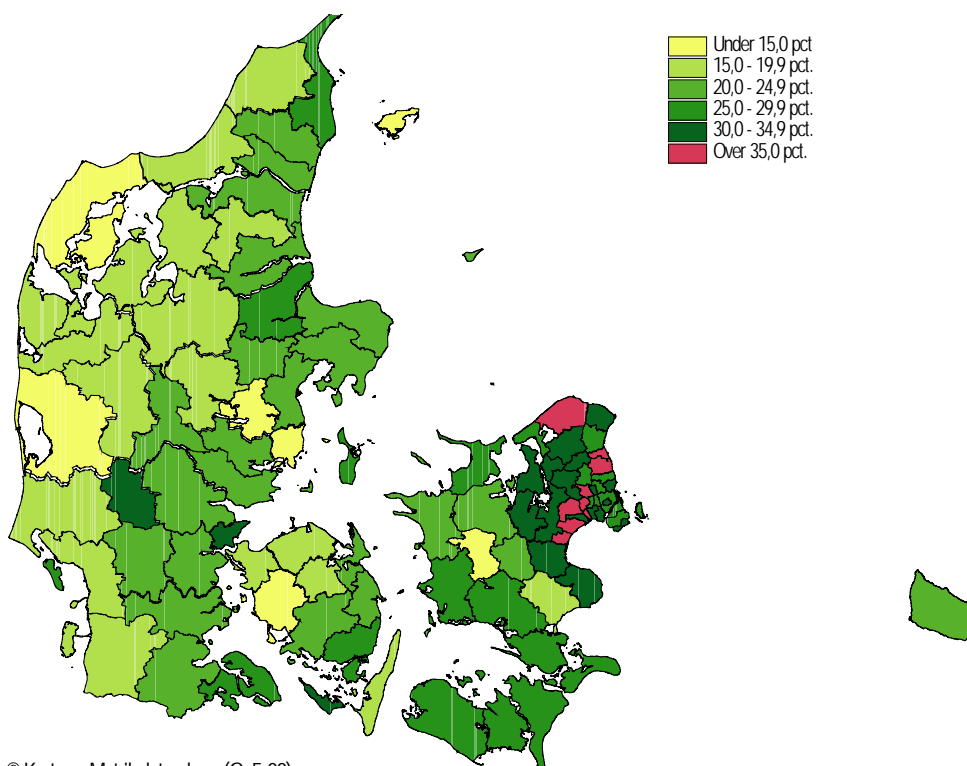 Under 15,0 pct
15,0 - 19,9 pct.
20,0 - 24,9 pct.
25,0 - 29,9 pct.
30,0 - 34,9 pct.
Over 35,0 pct.